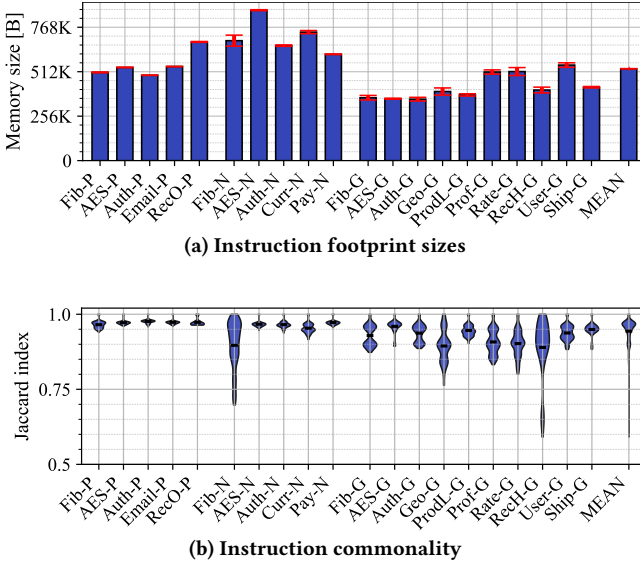 Memory size [B]
768K
512K
256K
0
Fib-P
AES-P
Auth-P
Email-P
RecO-P
Fib-N
AES-N
Auth-N
Curr-N
Pay-N
Fib-G
AES-G
Auth-G
Geo-G
ProdL-G
Prof-G
Rate-G
RecH-G
User-G
Ship-G
MEAN
(a) Instruction footprint sizes
Jaccard index
1.0
0.75
0.5
Fib-P
AES-P
Auth-P
Email-P
RecO-P
Fib-N
AES-N
Auth-N
Curr-N
Pay-N
Fib-G
AES-G
Auth-G
Geo-G
ProdL-G
Prof-G
Rate-G
RecH-G
User-G
Ship-G
MEAN
(b) Instruction commonality